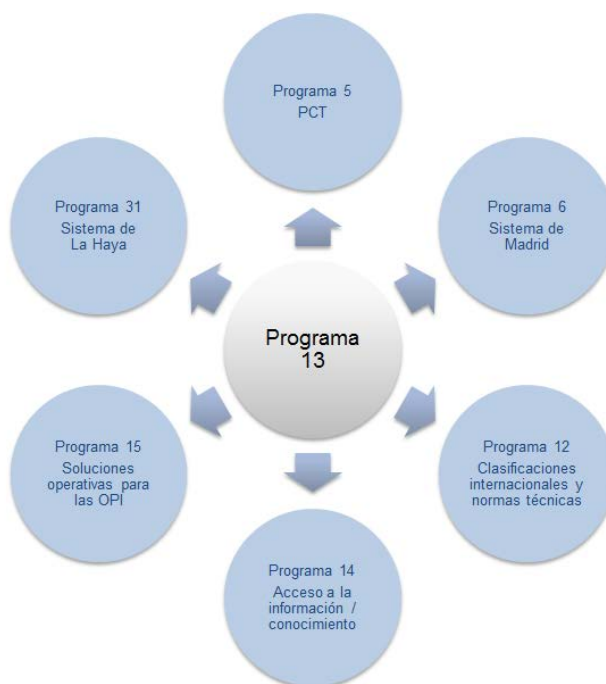 Programa 5
PCT
Programa 31
Sistema de
La Haya
Programa 6
Sistema de
Madrid
Programa
13
Programa 15
Soluciones
operativas para
las OPI
Programa 12
Clasificaciones
internacionales y
normas técnicas
Programa 14
Acceso a la
información /
conocimiento